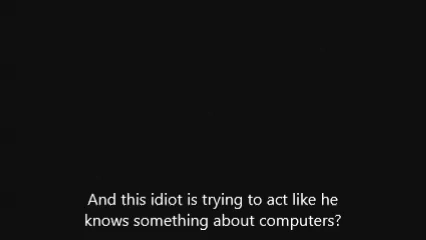 And this idiot is trying to act like he
knows something about computers?